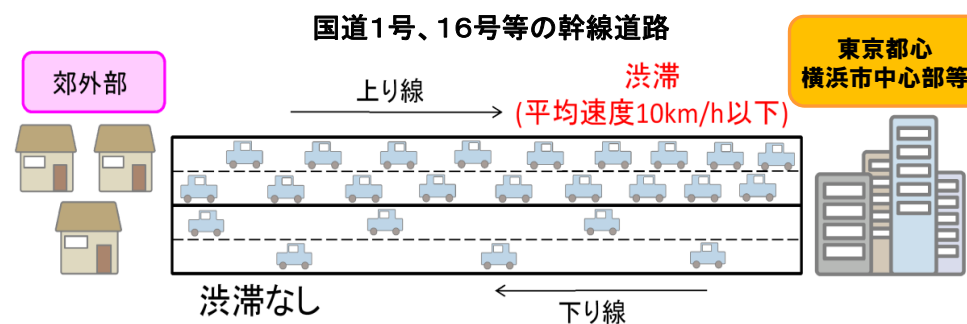 国道1号、16号等の幹線道路
郊外部
上り線
渋滞
(平均速度10km/h以下)
東京都心
横浜市中心部等
渋滞なし
下り線